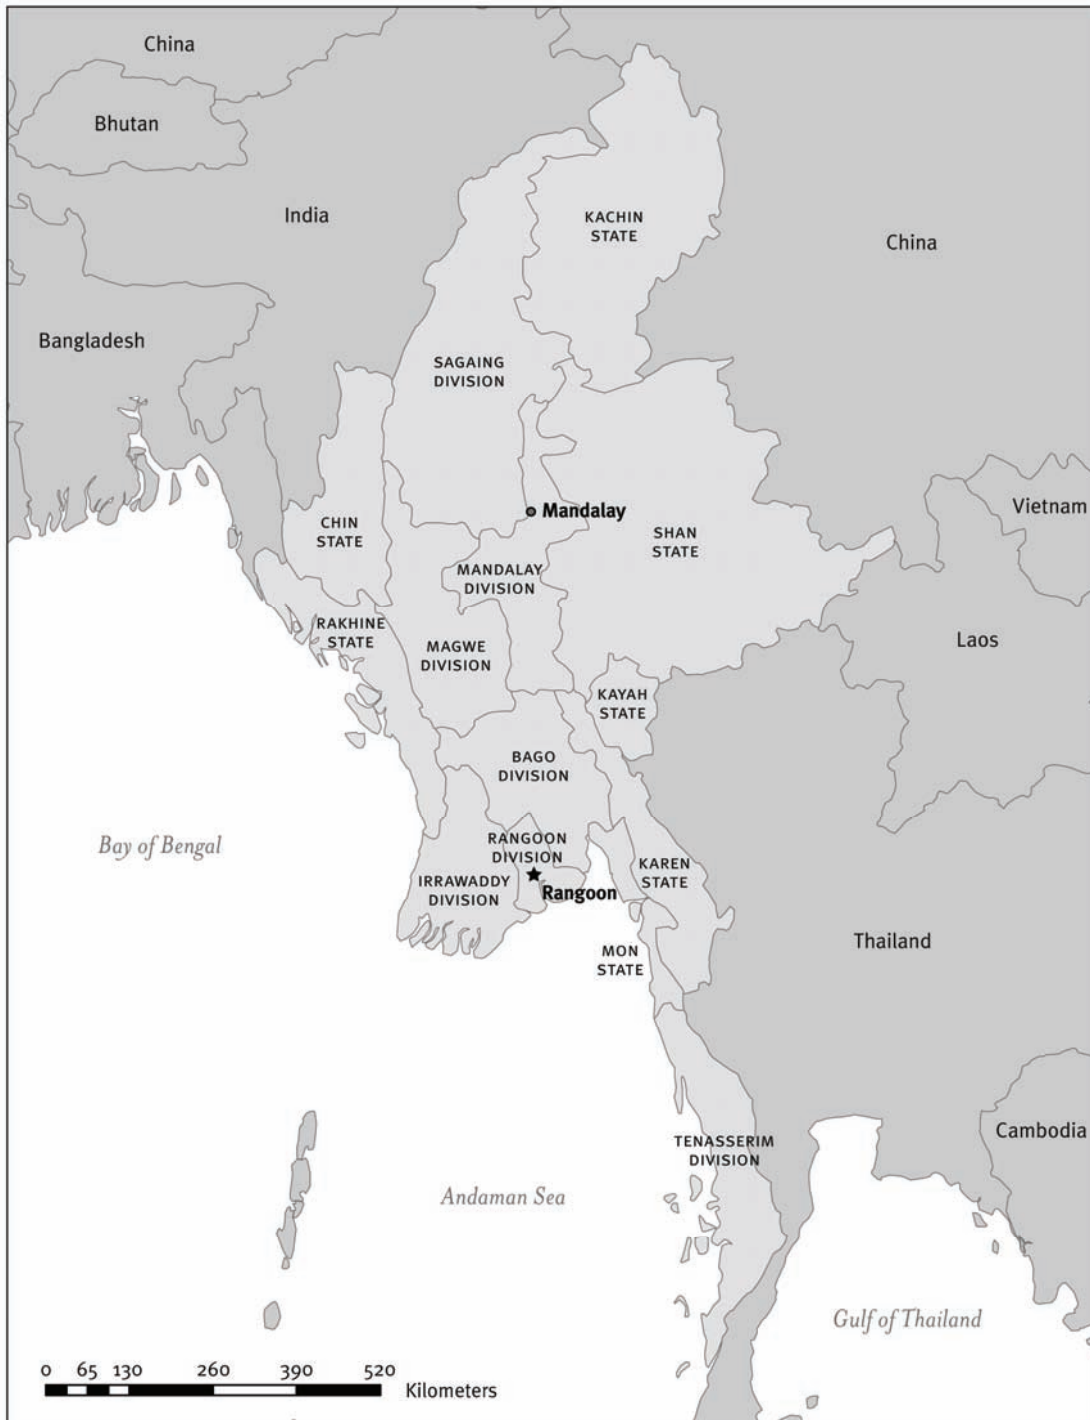 China
Bhutan
India
KACHIN
STATE
China
Bangladesh
SAGAING
DIVISION
Mandalay
Vietnam
CHIN
STATE
SHAN
STATE
MANDALAY
DIVISION
RAKHINE
STATE
MAGWE
DIVISION
Laos
KAYAH
STATE
BAGO
DIVISION
Bay of Bengal
RANGOON
DIVISION
KAREN
STATE
IRRAWADDY
DIVISION
Rangoon
MON
STATE
Thailand
Cambodia
TENASSERIM
DIVISION
Andaman Sea
Gulf of Thailand
0 65 130 260 390 520
Kilometers